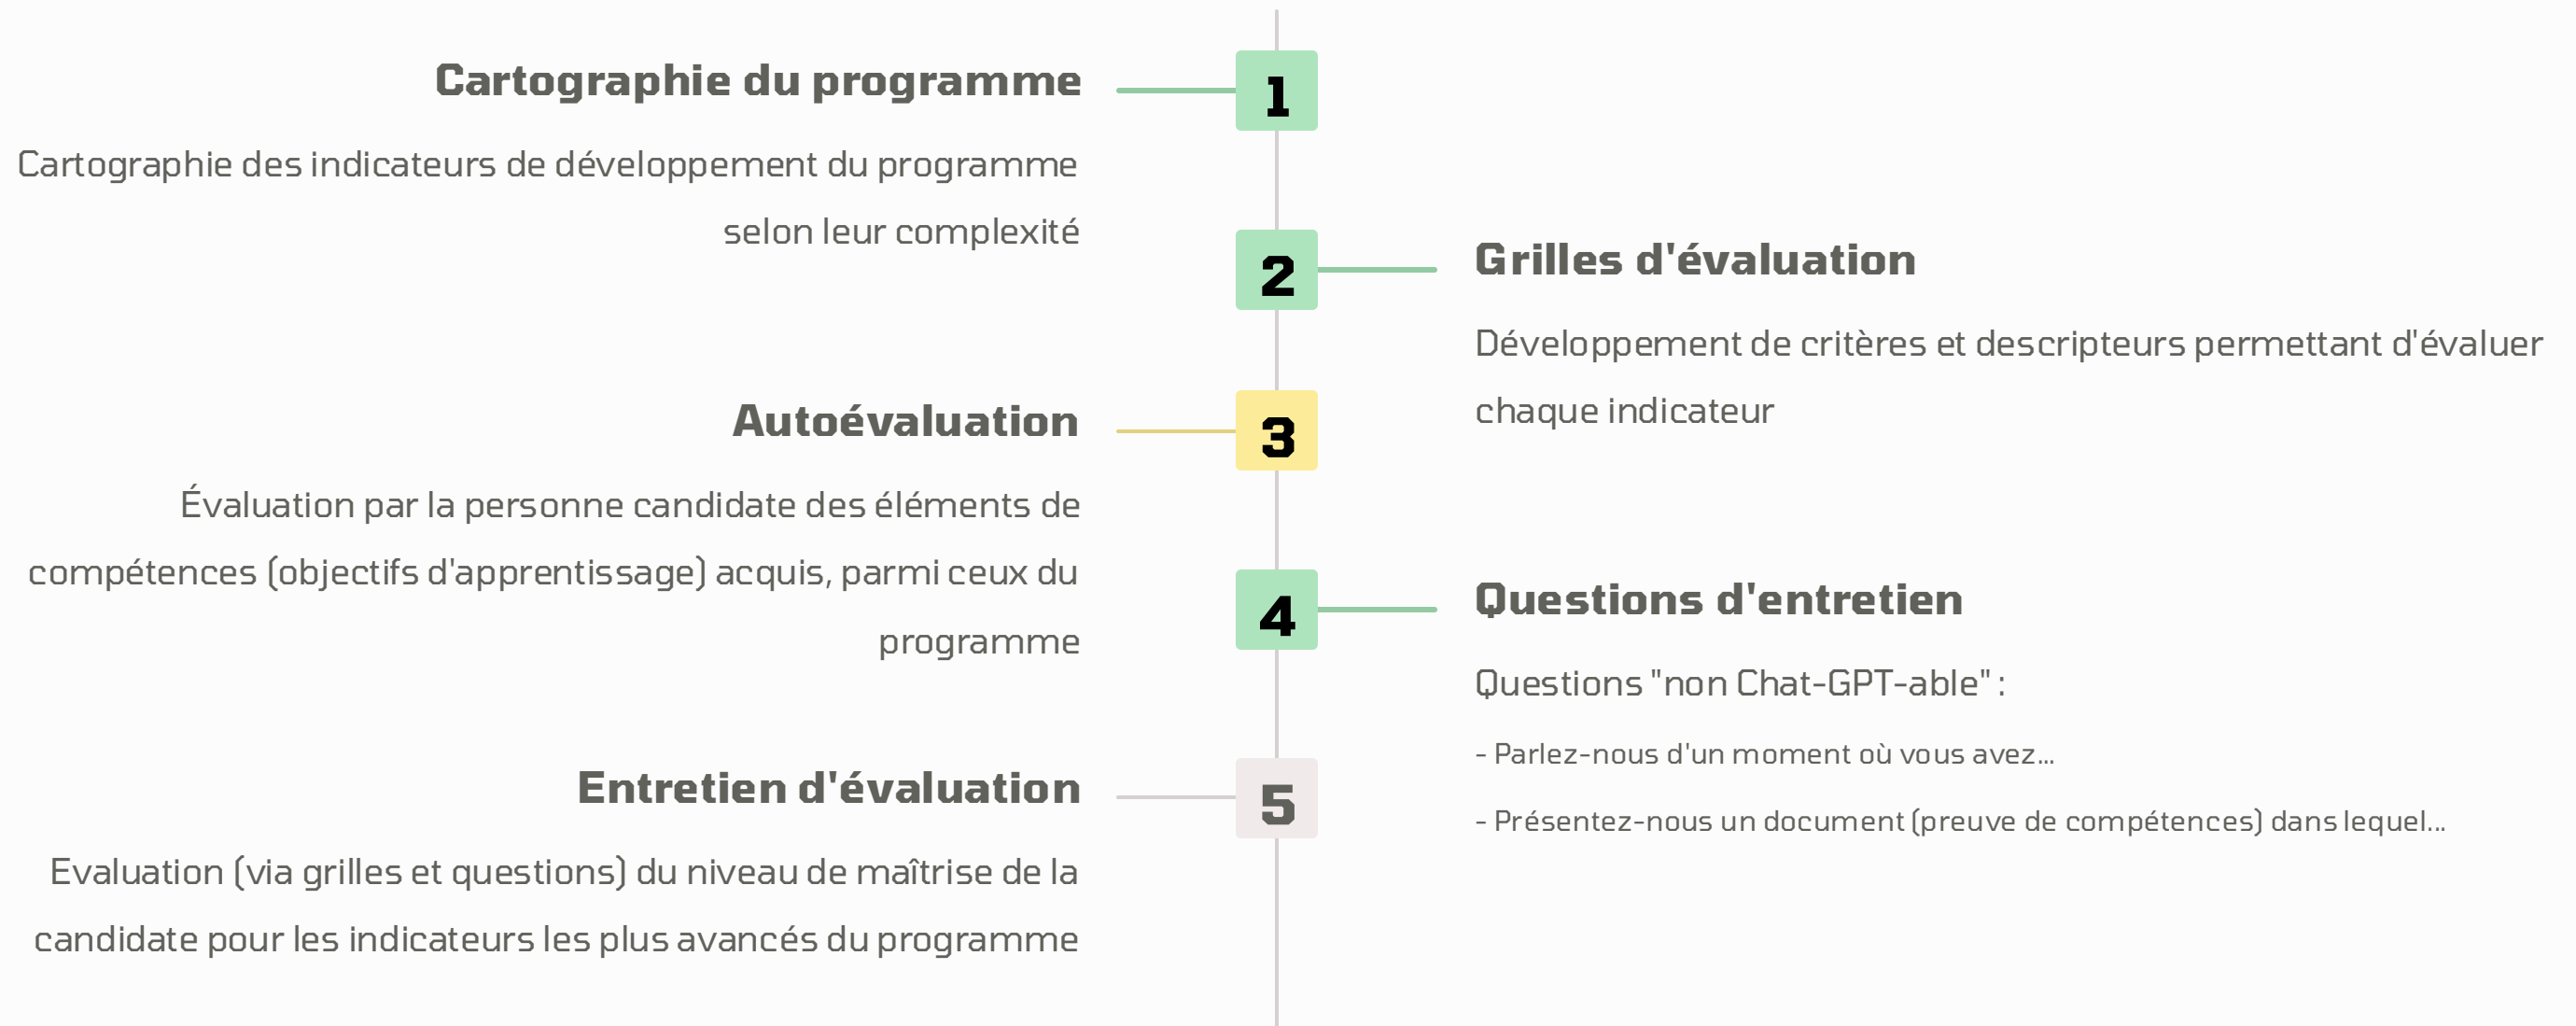 1
Cartographie du programme
Cartographie des indicateurs de développement du programme
selon leur complexité
2
Grilles d'évaluation
Développement de critères et descripteurs permettant d'évaluer
chaque indicateur
3
Autoévaluation
Évaluation par la personne candidate des éléments de
compétences (objectifs d'apprentissage) acquis, parmi ceux du
programme
4
Questions d'entretien
Questions "non Chat-GPT-able" :
- Parlez-nous d'un moment où vous avez...
- Présentez-nous un document (preuve de compétences) dans lequel...
5
Entretien d'évaluation
Evaluation (via grilles et questions) du niveau de maîtrise de la
candidate pour les indicateurs les plus avancés du programme